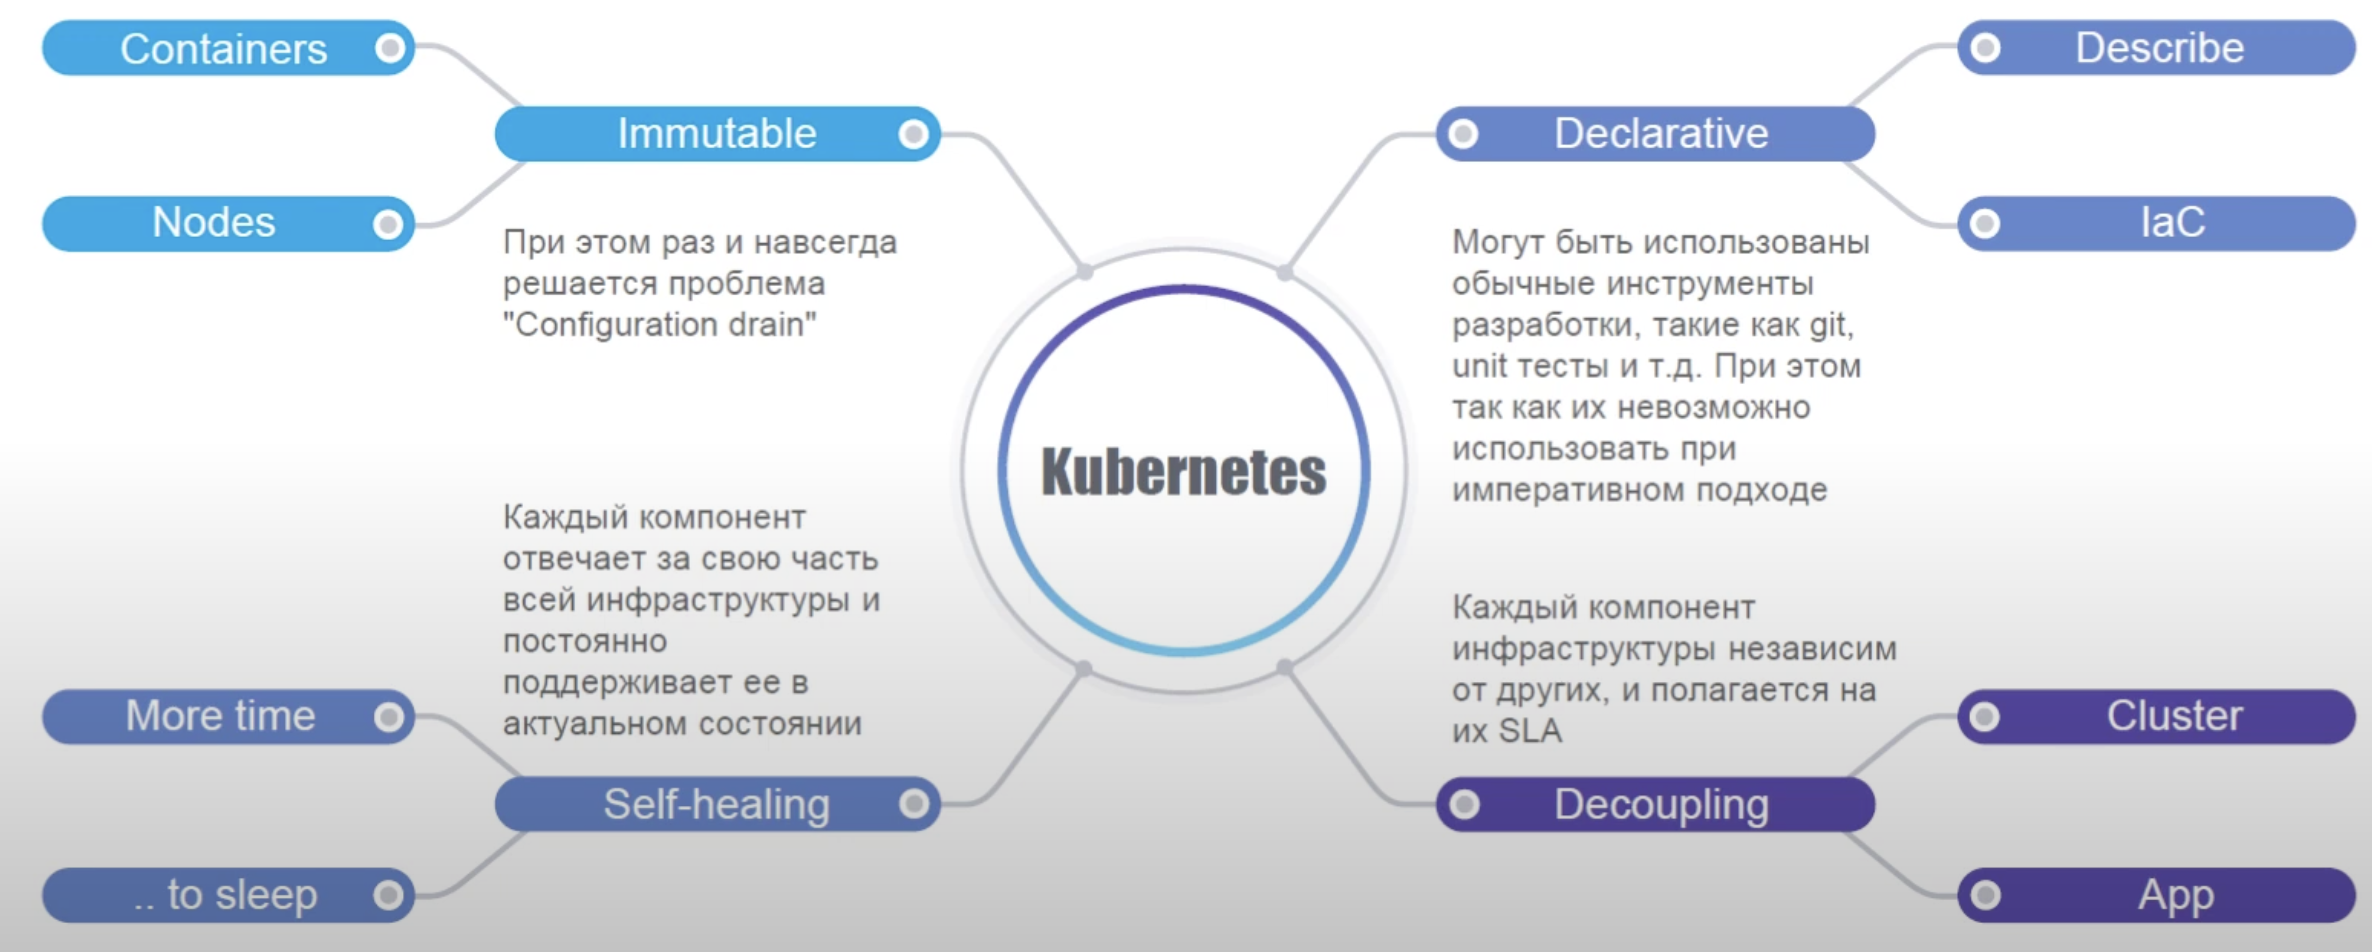 Containers
Immutable
Nodes
При этом раз и навсегда
решается проблема
"Configuration drain"
Declarative
Describe
IaC
Могут быть использованы
обычные инструменты
разработки, такие как git,
unit тесты и т.д. При этом
так как их невозможно
использовать при
императивном подходе
Kubernetes
Каждый компонент
отвечает за свою часть
всей инфраструктуры и
постоянно
поддерживает ее в
актуальном состоянии
More time
Self-healing
.. to sleep
Каждый компонент
инфраструктуры независим
от других, и полагается на
их SLA
Cluster
Decoupling
App